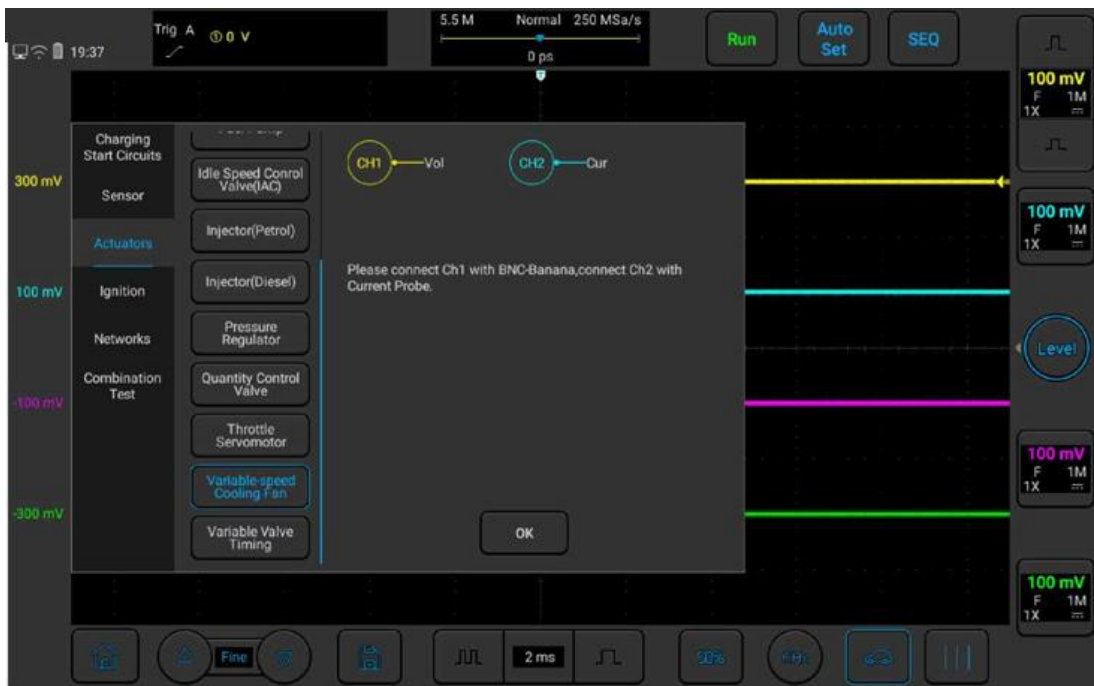 19:37
Trig A ① 0 V
5.5 M Normal 250 MSa/s
0 ps
T
Run
Auto
Set
SEQ
100 mV
F 1M
1X
300 mV
100 mV
-100 mV
-300 mV
Charging
Start Circuits
Sensor
Actuators
Ignition
Networks
Combination
Test
Idle Speed Conrol
Valve(IAC)
Injector(Petrol)
Injector(Diesel)
Pressure
Regulator
Quantity Control
Valve
Throttle
Servomotor
Variable-speed
Cooling Fan
Variable Valve
Timing
CH1 Vol
CH2 Cur
Please connect Ch1 with BNC-Banana,connect Ch2 with
Current Probe.
OK
100 mV
F 1M
1X
Level
100 mV
F 1M
1X
100 mV
F 1M
1X
Fine
2 ms
50%